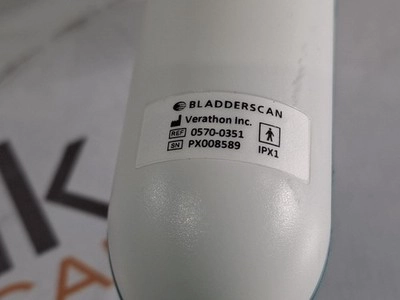 BLADDERSCAN
Verathon Inc.
REF 0570-0351
SN PX008589
IPX1